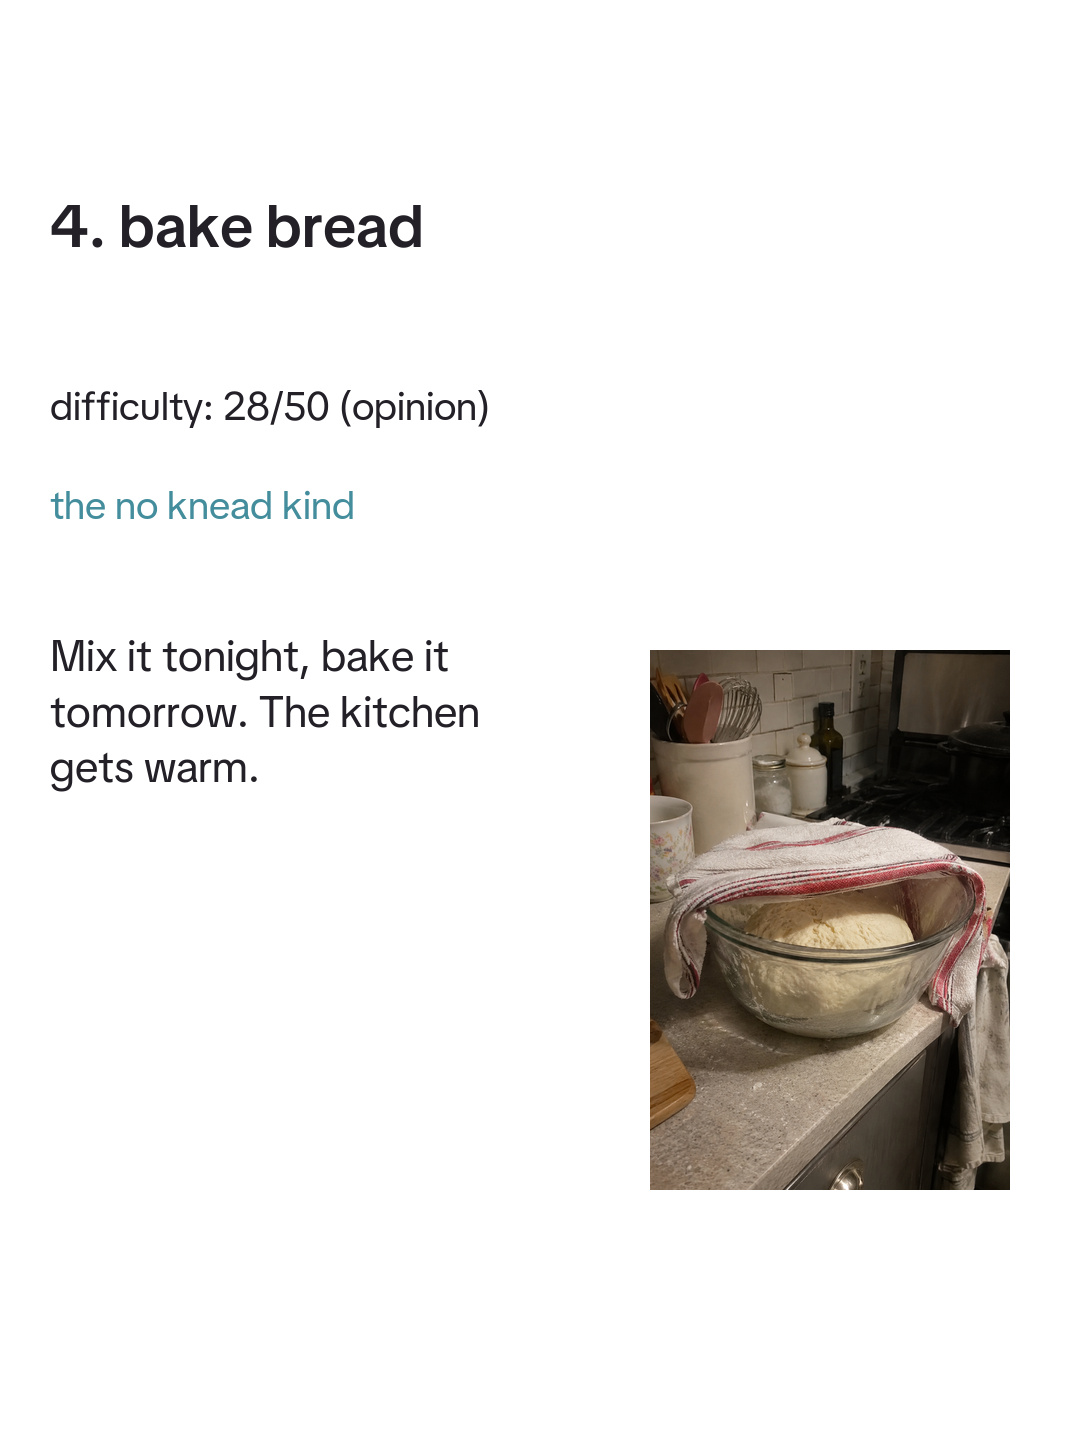 4. bake bread
difficulty: 28/50 (opinion)
the no knead kind
Mix it tonight, bake it
tomorrow. The kitchen
gets warm.